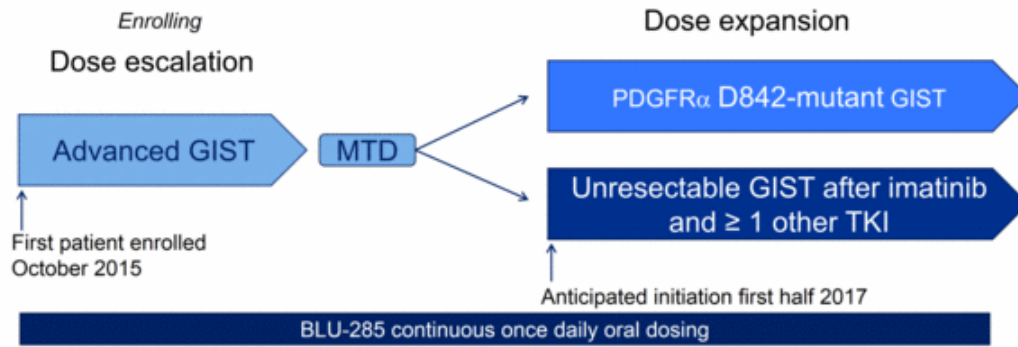 Enrolling
Dose escalation
Dose expansion
Advanced GIST
MTD
PDGFRα D842-mutant GIST
Unresectable GIST after imatinib
and ≥ 1 other TKI
First patient enrolled
October 2015
Anticipated initiation first half 2017
BLU-285 continuous once daily oral dosing